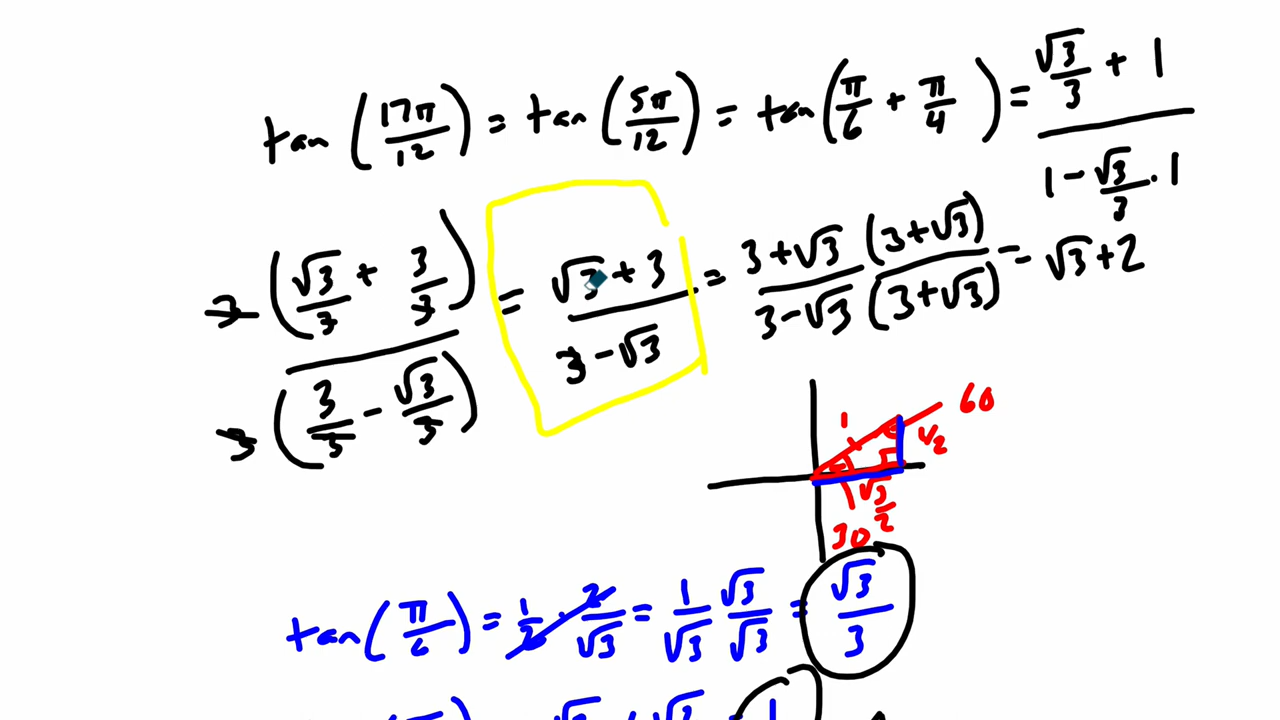 tan(17π/12) = tan(5π/12) = tan(π/6 + π/4) = (√3/3 + 1)/(1 - √3/3 · 1)
3(√3/3 + 3/3)/3(3/3 - √3/3) = (√3 + 3)/(3 - √3) = (3 + √3)(3 + √3)/(3 - √3)(3 + √3) = √3 + 2
60
1
1/2
√3/2
30
tan(π/6) = 1/2 · 2/√3 = 1/√3 √3/√3 = √3/3
1